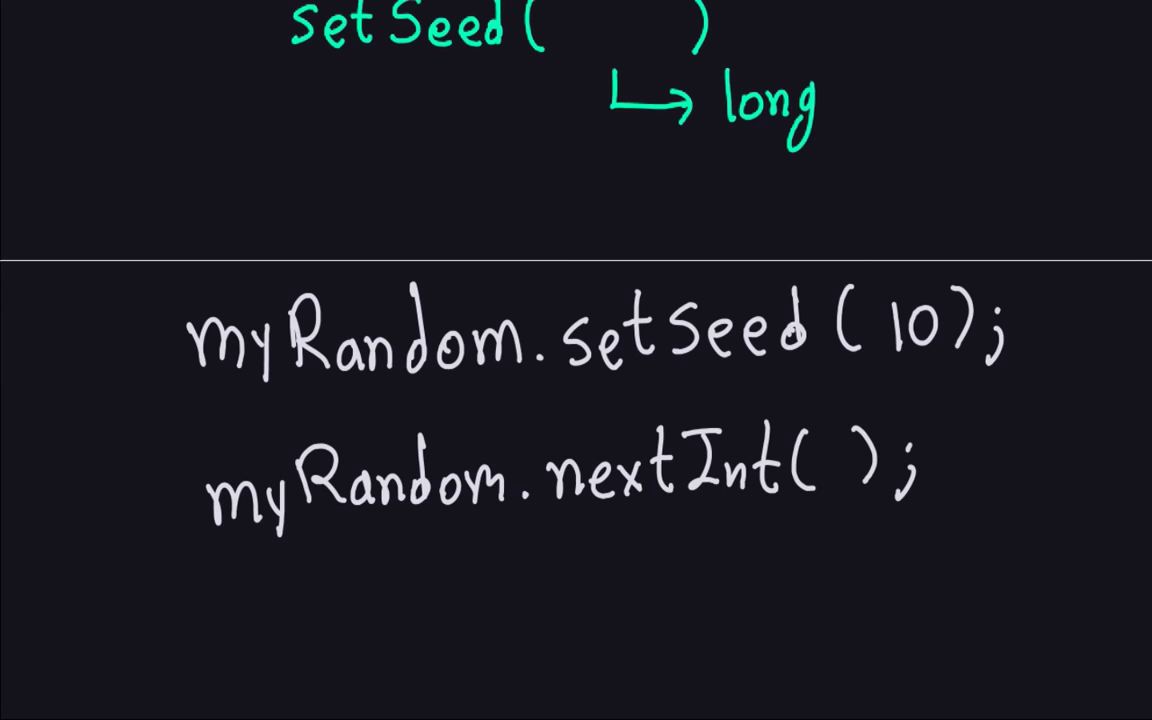 setSeed( )
↳ long
myRandom.setSeed(10);
myRandom.nextInt( );